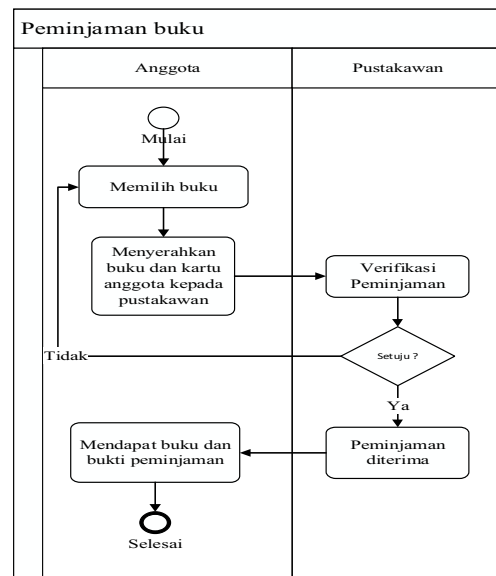 Peminjaman buku
Anggota
Pustakawan
Mulai
Memilih buku
Menyerahkan
buku dan kartu
anggota kepada
pustakawan
Verifikasi
Peminjaman
Setuju ?
Tidak
Ya
Peminjaman
diterima
Mendapat buku dan
bukti peminjaman
Selesai